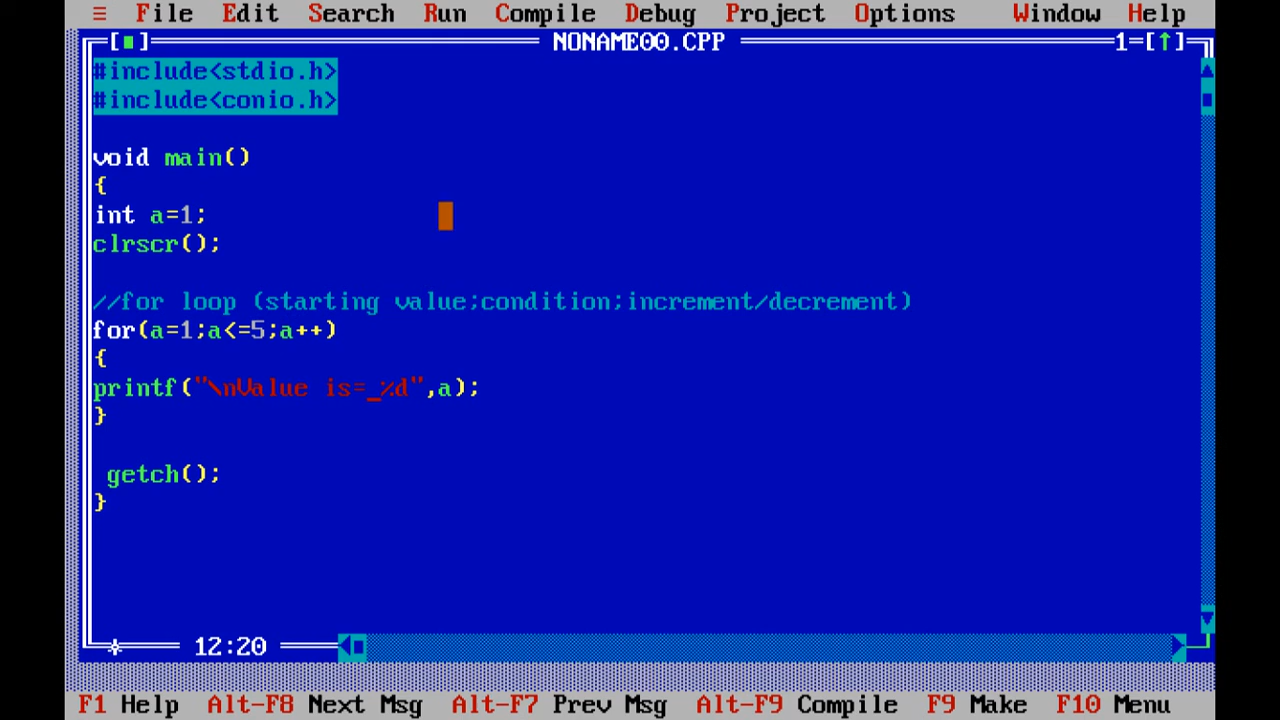 ≡ File Edit Search Run Compile Debug Project Options Window Help
[■] NONAME00.CPP 1=[↑]
#include<stdio.h>
#include<conio.h>
void main()
{
int a=1;
clrscr();
//for loop (starting value;condition;increment/decrement)
for(a=1;a<=5;a++)
{
printf("\nValue is=_%d",a);
}
getch();
}
12:20
F1 Help Alt-F8 Next Msg Alt-F7 Prev Msg Alt-F9 Compile F9 Make F10 Menu